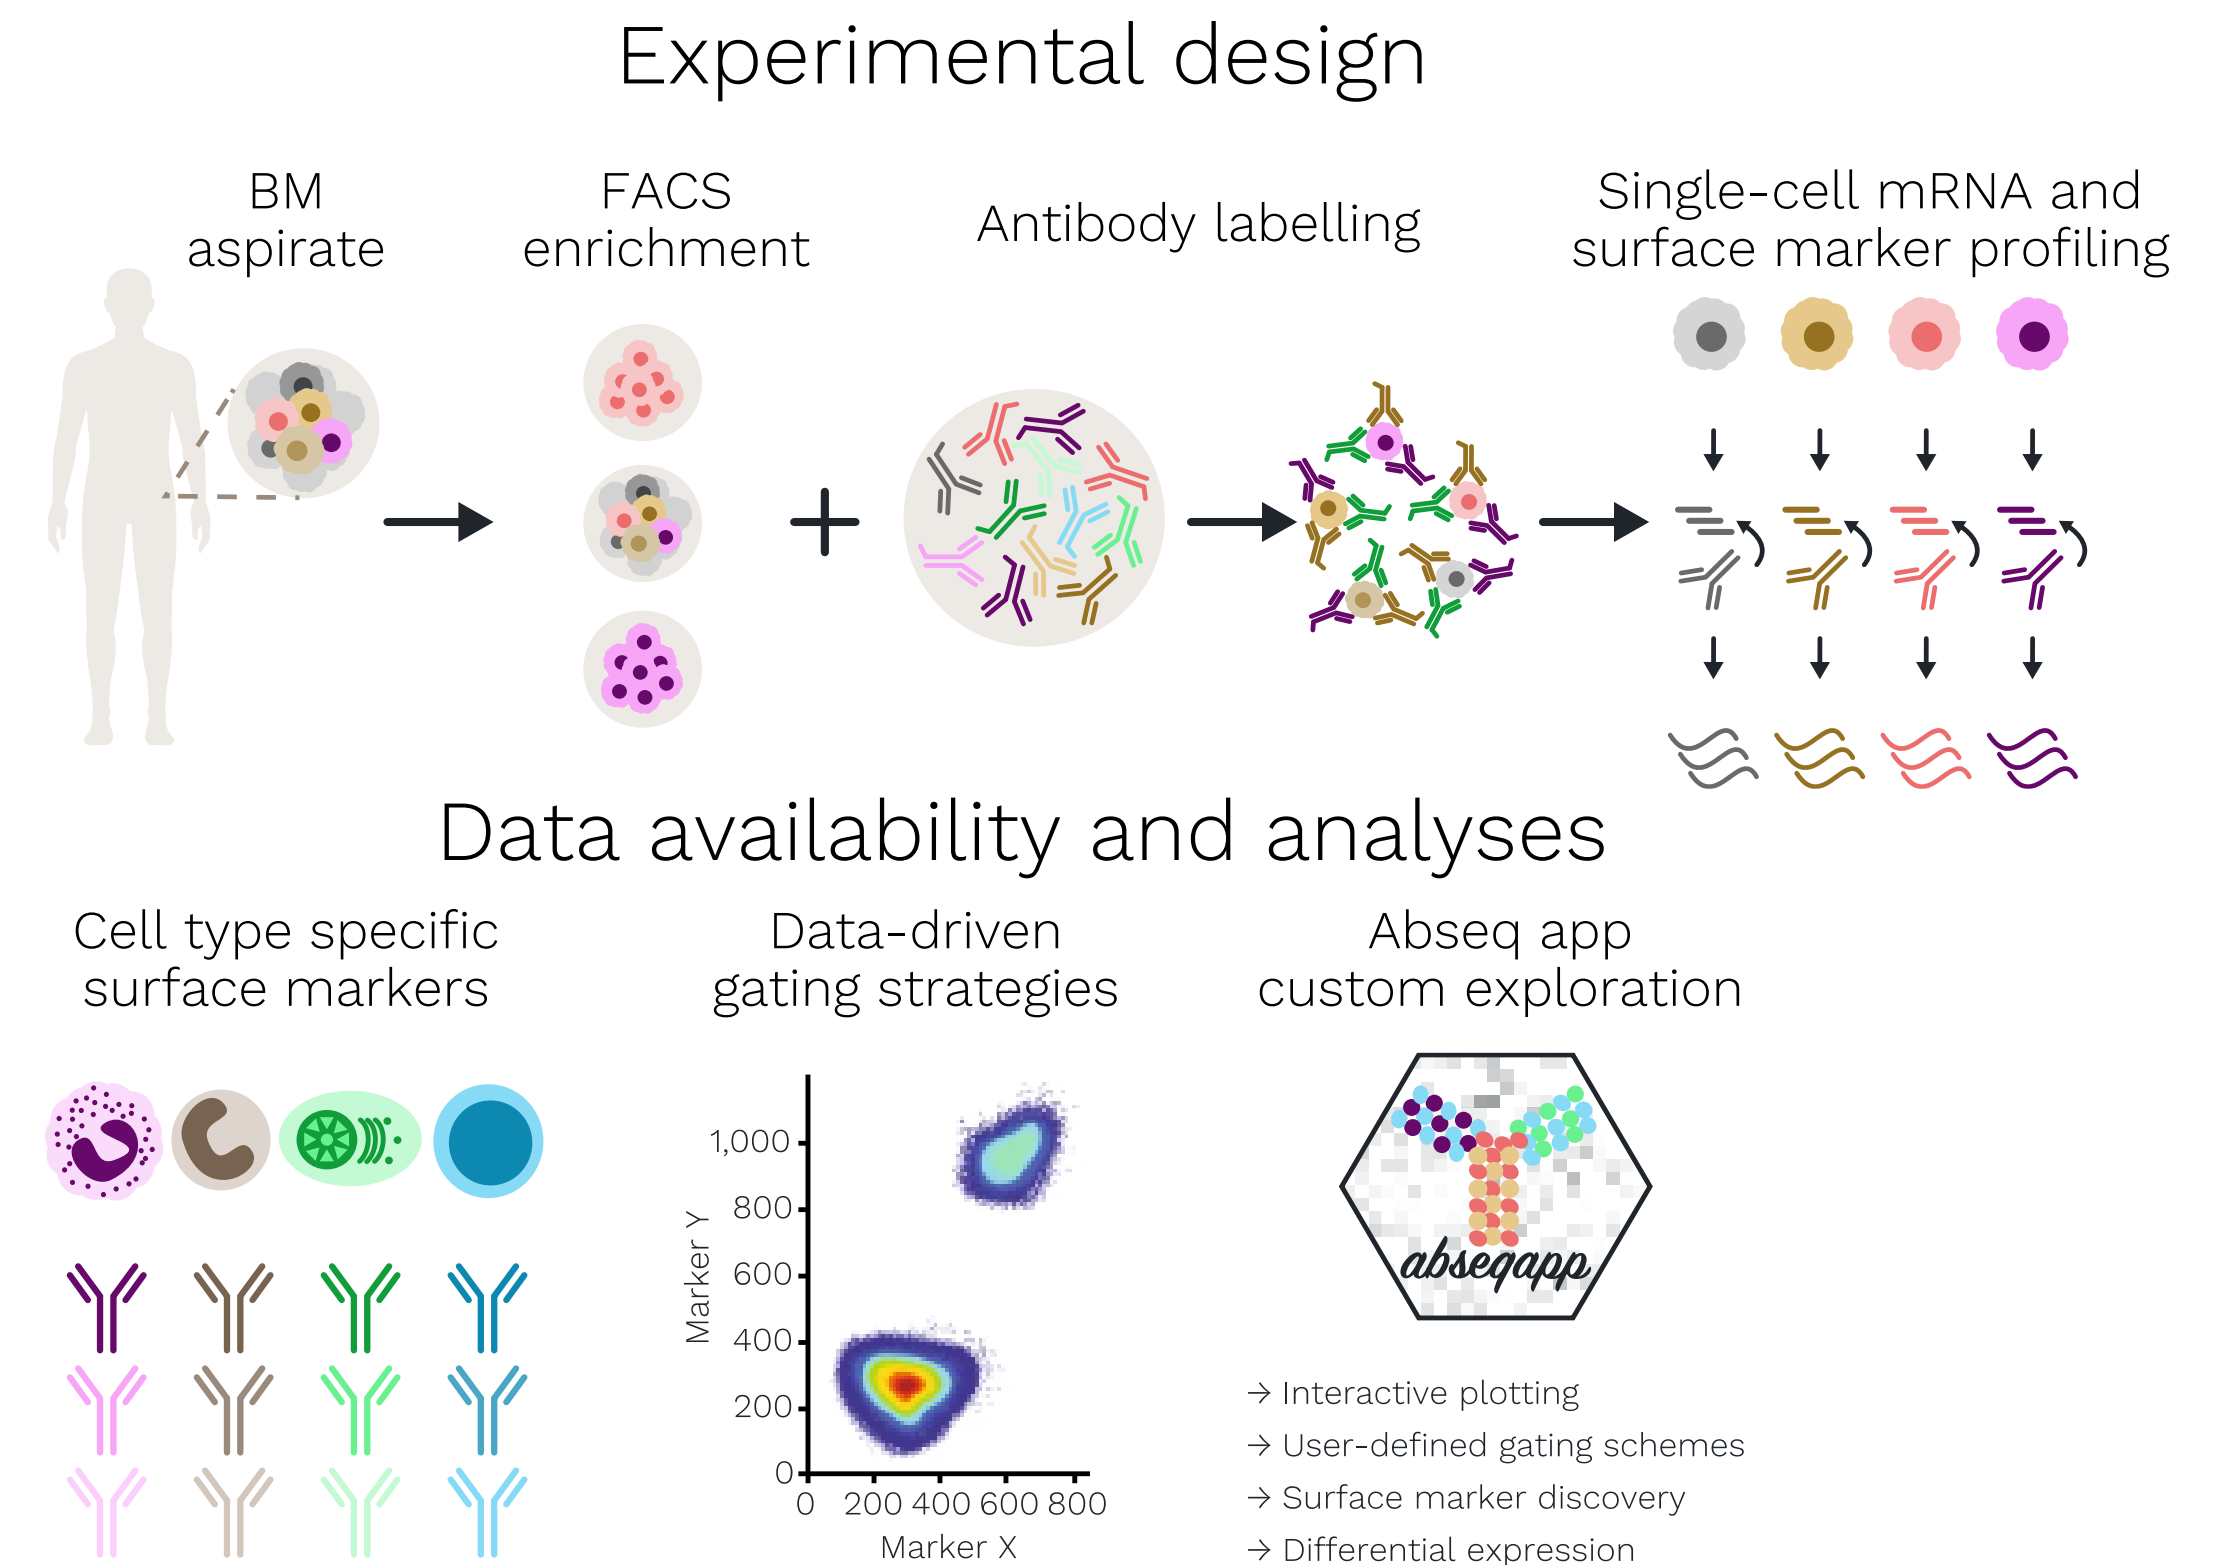 Experimental design
BM
aspirate
FACS
enrichment
Antibody labelling
Single-cell mRNA and
surface marker profiling
Data availability and analyses
Cell type specific
surface markers
Data-driven
gating strategies
Marker Y
1,000
800
600
400
200
0
0 200 400 600 800
Marker X
Abseq app
custom exploration
abseqapp
→ Interactive plotting
→ User-defined gating schemes
→ Surface marker discovery
→ Differential expression